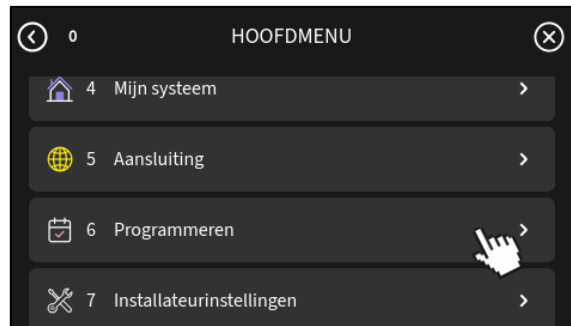 0 HOOFDMENU
4 Mijn systeem
5 Aansluiting
6 Programmeren
7 Installateurinstellingen